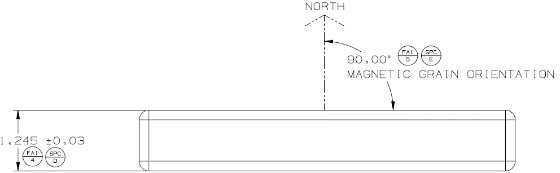 NORTH
90.00° FAI 5 SPC E
MAGNETIC GRAIN ORIENTATION
1.245 ±0.03
FAI 4 SPC D